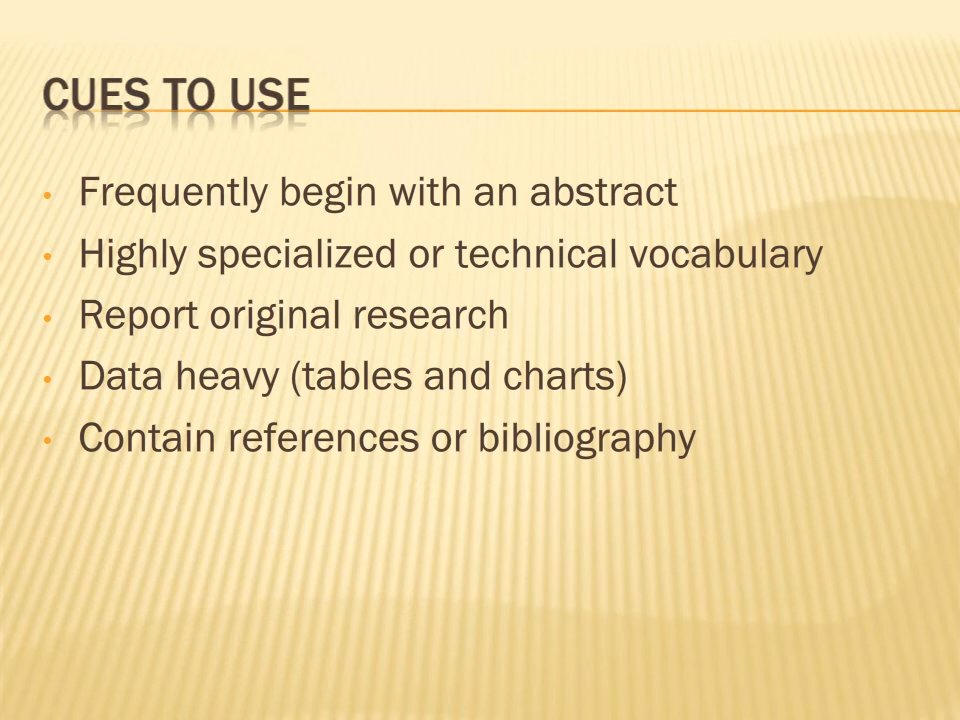 CUES TO USE
• Frequently begin with an abstract
• Highly specialized or technical vocabulary
• Report original research
• Data heavy (tables and charts)
• Contain references or bibliography